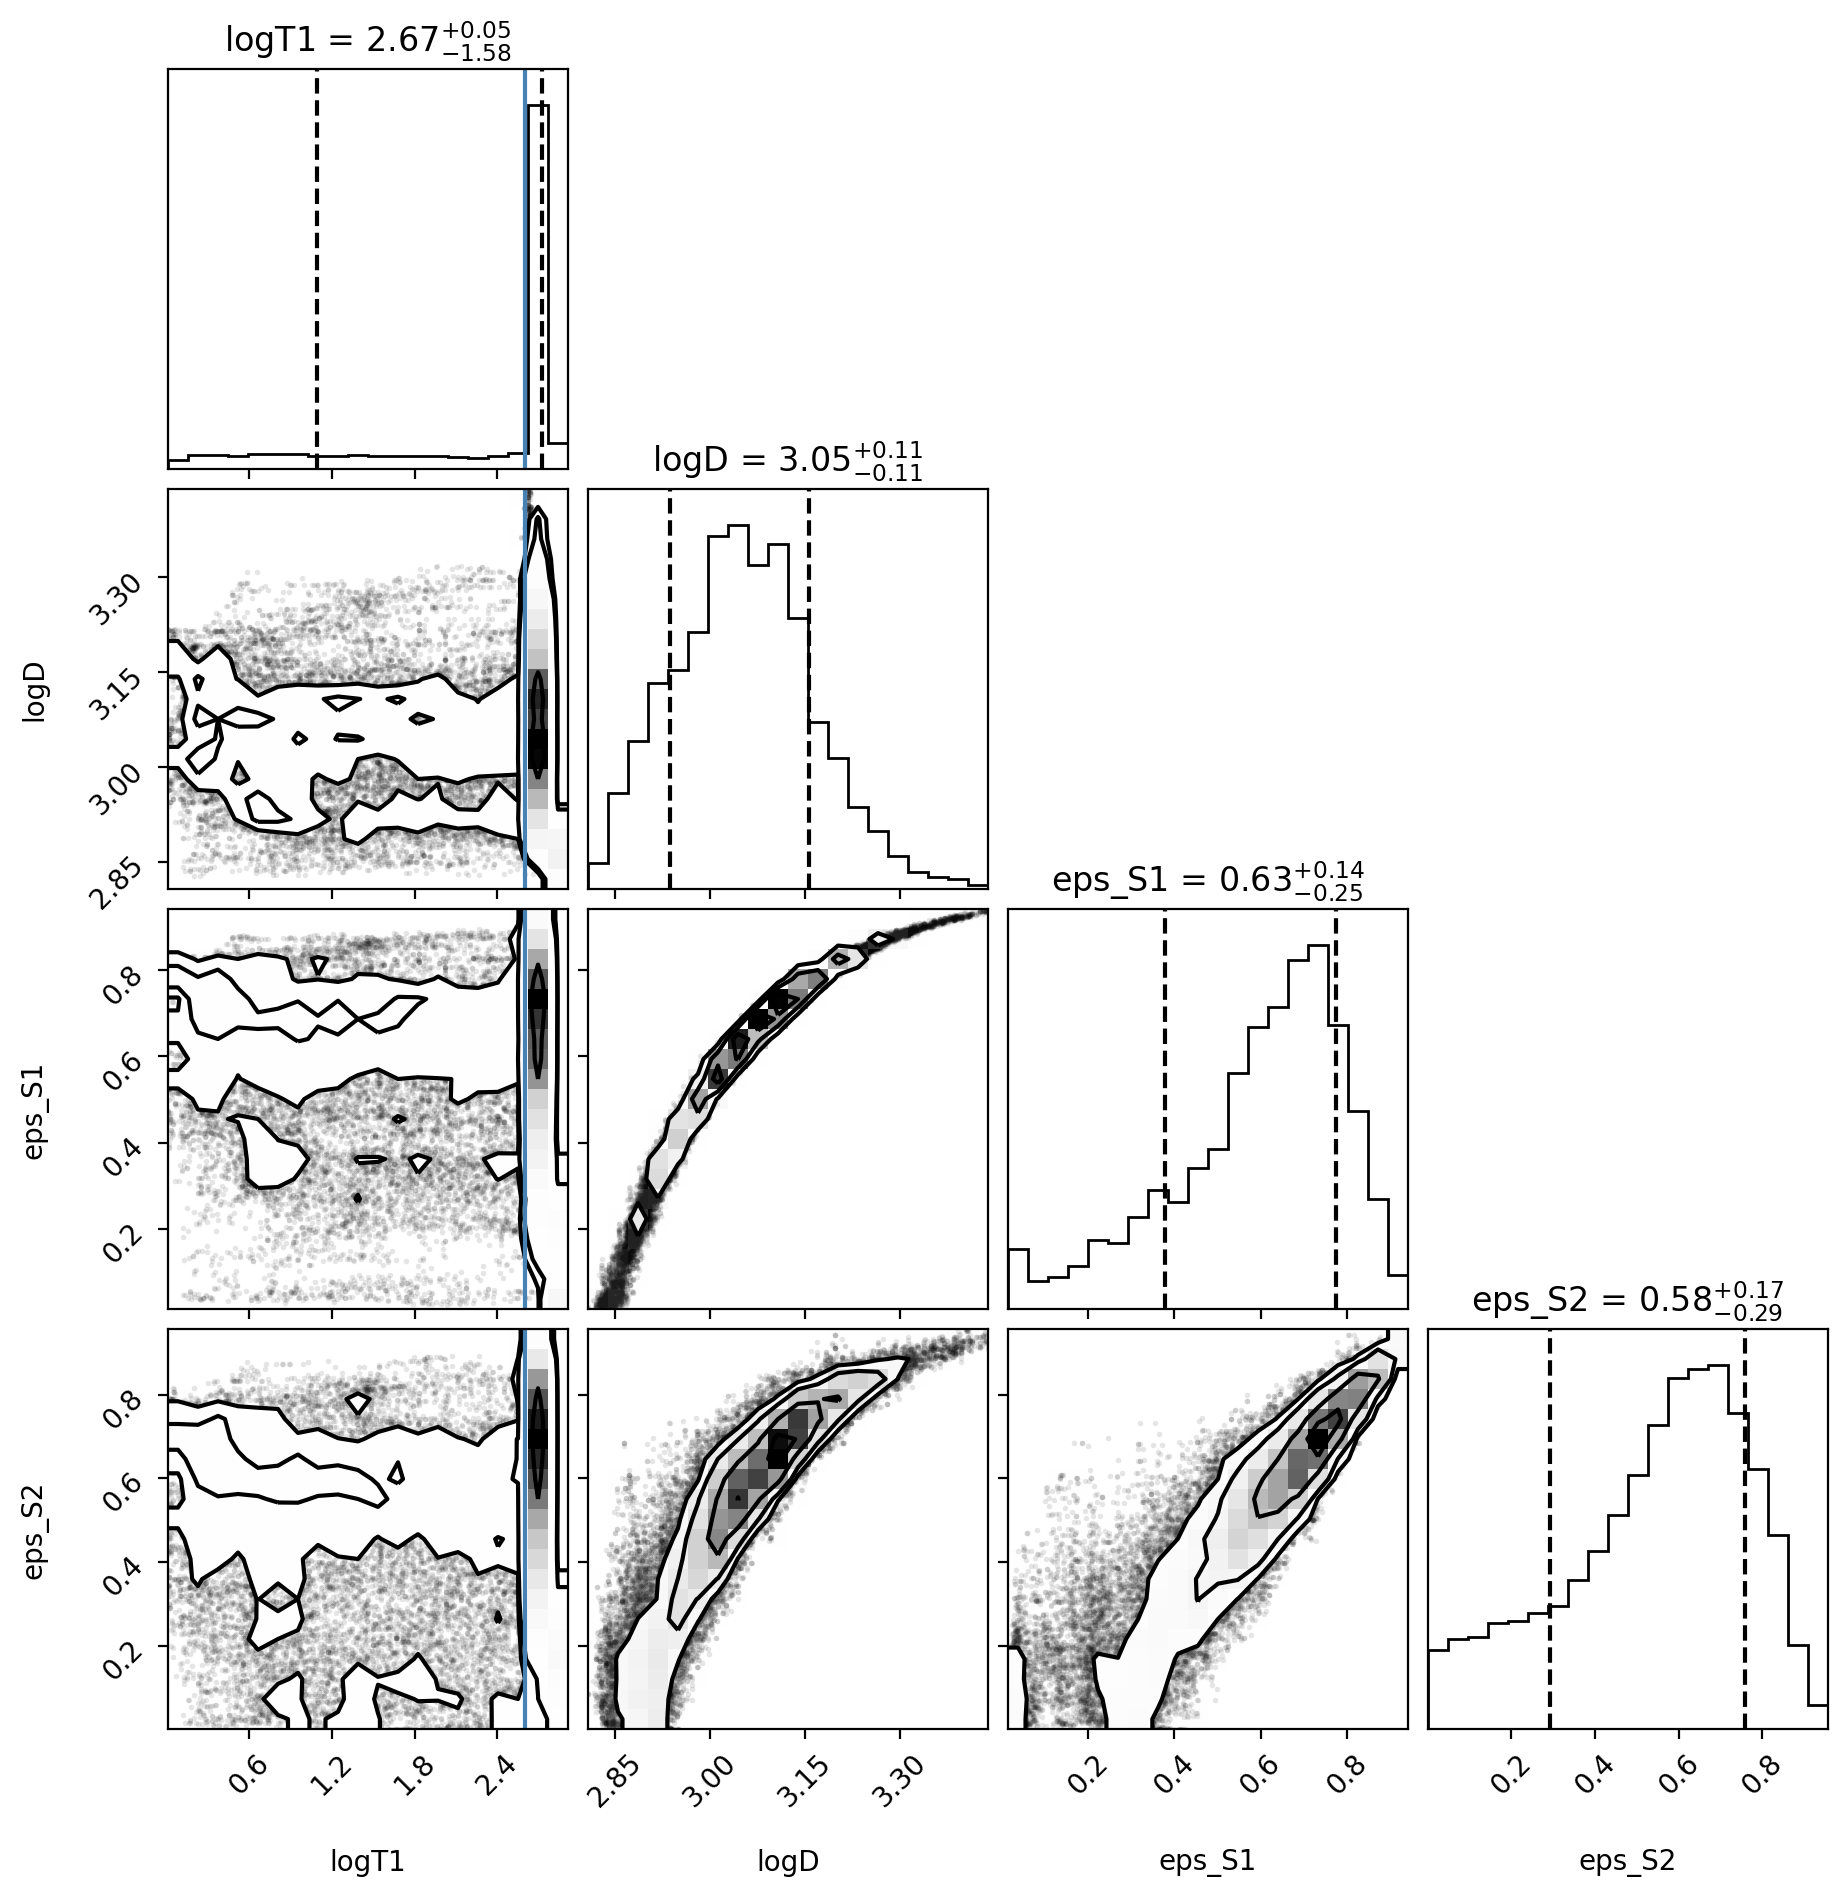 logT1 = 2.67+0.05−1.58
logD = 3.05+0.11−0.11
3.30
3.15
3.00
2.85
logD
eps_S1 = 0.63+0.14−0.25
0.8
0.6
0.4
0.2
eps_S1
eps_S2 = 0.58+0.17−0.29
0.8
0.6
0.4
0.2
eps_S2
0.6 1.2 1.8 2.4
2.85 3.00 3.15 3.30
0.2 0.4 0.6 0.8
0.2 0.4 0.6 0.8
logT1 logD eps_S1 eps_S2